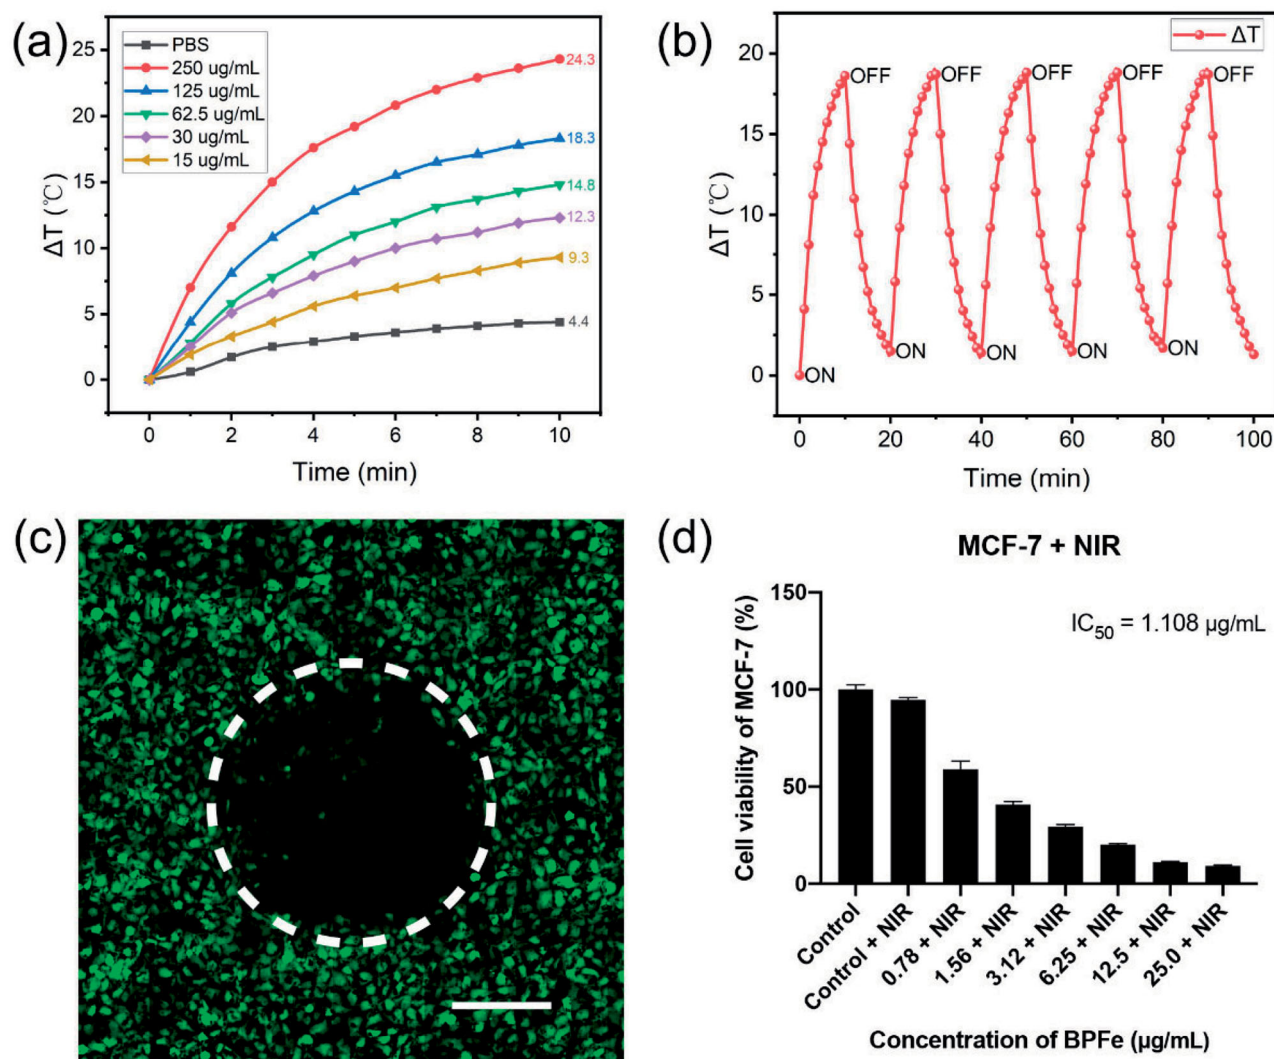 (a)
PBS
250 ug/mL
125 ug/mL
62.5 ug/mL
30 ug/mL
15 ug/mL
24.3
18.3
14.8
12.3
9.3
4.4
25
20
15
10
5
0
ΔT (℃)
0 2 4 6 8 10
Time (min)
(b)
ΔT
OFF OFF OFF OFF OFF
ON ON ON ON ON
20
15
10
5
0
ΔT (℃)
0 20 40 60 80 100
Time (min)
(c)
(d)
MCF-7 + NIR
IC50 = 1.108 µg/mL
150
100
50
0
Cell viability of MCF-7 (%)
Control
Control + NIR
0.78 + NIR
1.56 + NIR
3.12 + NIR
6.25 + NIR
12.5 + NIR
25.0 + NIR
Concentration of BPFe (µg/mL)